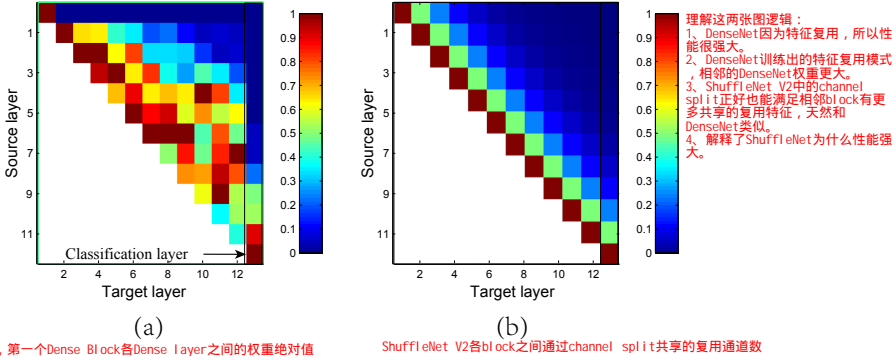 1
0.9
0.8
0.7
0.6
0.5
0.4
0.3
0.2
0.1
0
1
3
5
7
9
11
Source layer
Classification layer
2 4 6 8 10 12
Target layer
(a)
，第一个Dense Block各Dense layer之间的权重绝对值
1
0.9
0.8
0.7
0.6
0.5
0.4
0.3
0.2
0.1
0
1
3
5
7
9
11
Source layer
2 4 6 8 10 12
Target layer
(b)
ShuffleNet V2各block之间通过channel split共享的复用通道数
理解这两张图逻辑：
1、DenseNet因为特征复用，所以性
能很强大。
2、DenseNet训练出的特征复用模式
，相邻的DenseNet权重更大。
3、ShuffleNet V2中的channel
split正好也能满足相邻block有更
多共享的复用特征，天然和
DenseNet类似。
4、解释了ShuffleNet为什么性能强
大。